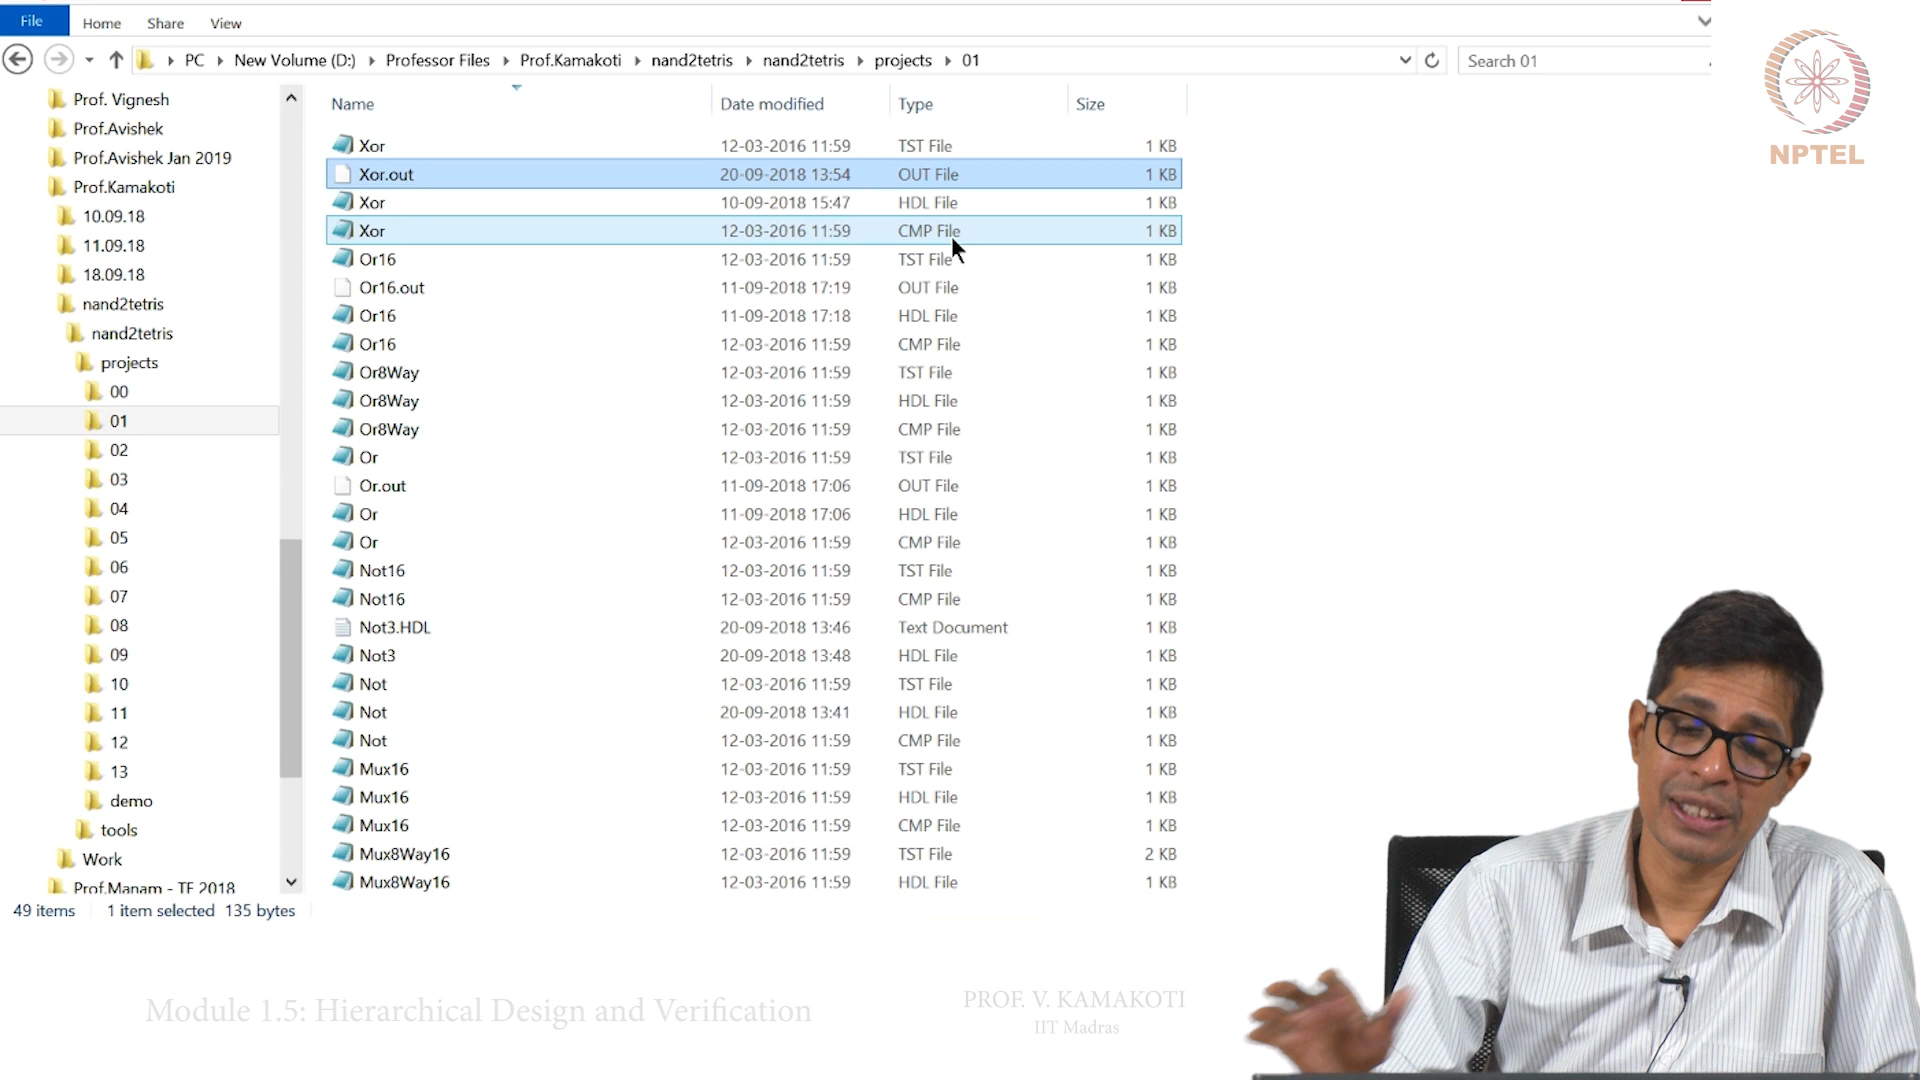 File Home Share View
PC New Volume (D:) Professor Files Prof.Kamakoti nand2tetris nand2tetris projects 01 Search 01
Prof. Vignesh
Prof.Avishek
Prof.Avishek Jan 2019
Prof.Kamakoti
10.09.18
11.09.18
18.09.18
nand2tetris
nand2tetris
projects
00
01
02
03
04
05
06
07
08
09
10
11
12
13
demo
tools
Work
Prof.Manam - TF 2018
Name Date modified Type Size
Xor 12-03-2016 11:59 TST File 1 KB
Xor.out 20-09-2018 13:54 OUT File 1 KB
Xor 10-09-2018 15:47 HDL File 1 KB
Xor 12-03-2016 11:59 CMP File 1 KB
Or16 12-03-2016 11:59 TST File 1 KB
Or16.out 11-09-2018 17:19 OUT File 1 KB
Or16 11-09-2018 17:18 HDL File 1 KB
Or16 12-03-2016 11:59 CMP File 1 KB
Or8Way 12-03-2016 11:59 TST File 1 KB
Or8Way 12-03-2016 11:59 HDL File 1 KB
Or8Way 12-03-2016 11:59 CMP File 1 KB
Or 12-03-2016 11:59 TST File 1 KB
Or.out 11-09-2018 17:06 OUT File 1 KB
Or 11-09-2018 17:06 HDL File 1 KB
Or 12-03-2016 11:59 CMP File 1 KB
Not16 12-03-2016 11:59 TST File 1 KB
Not16 12-03-2016 11:59 CMP File 1 KB
Not3.HDL 20-09-2018 13:46 Text Document 1 KB
Not3 20-09-2018 13:48 HDL File 1 KB
Not 12-03-2016 11:59 TST File 1 KB
Not 20-09-2018 13:41 HDL File 1 KB
Not 12-03-2016 11:59 CMP File 1 KB
Mux16 12-03-2016 11:59 TST File 1 KB
Mux16 12-03-2016 11:59 HDL File 1 KB
Mux16 12-03-2016 11:59 CMP File 1 KB
Mux8Way16 12-03-2016 11:59 TST File 2 KB
Mux8Way16 12-03-2016 11:59 HDL File 1 KB
49 items 1 item selected 135 bytes
NPTEL
Module 1.5: Hierarchical Design and Verification
PROF. V. KAMAKOTI
IIT Madras